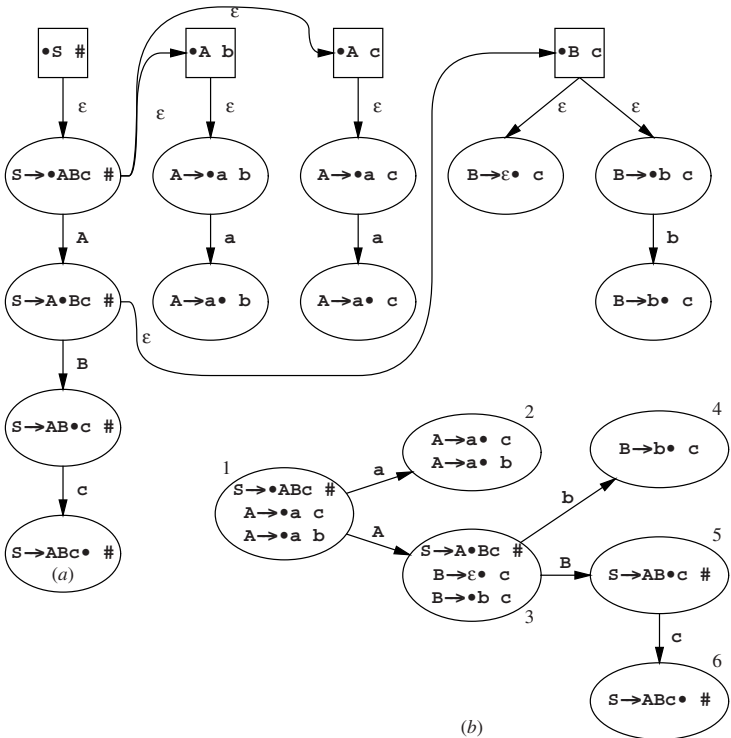 ε
•S #
•A b
•A c
•B c
ε
ε
ε
ε
ε
ε
S→•ABc #
A→•a b
A→•a c
B→ε• c
B→•b c
A
a
a
b
S→A•Bc #
A→a• b
A→a• c
B→b• c
ε
B
S→AB•c #
c
S→ABc• #
(a)
1
S→•ABc #
A→•a c
A→•a b
a
A
2
A→a• c
A→a• b
S→A•Bc #
B→ε• c
B→•b c
3
b
B
4
B→b• c
5
S→AB•c #
c
6
S→ABc• #
(b)